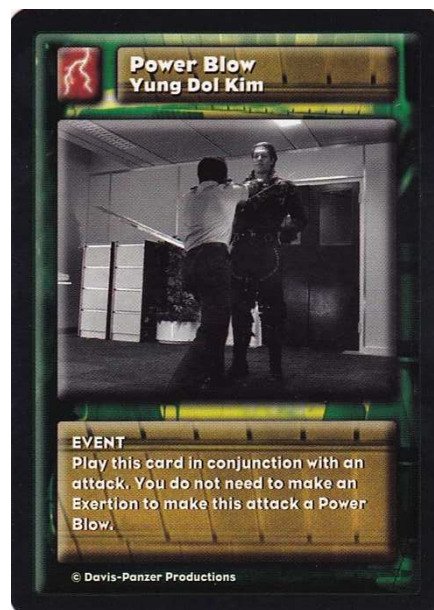 Power Blow
Yung Dol Kim
EVENT
Play this card in conjunction with an
attack. You do not need to make an
Exertion to make this attack a Power
Blow.
© Davis-Panzer Productions